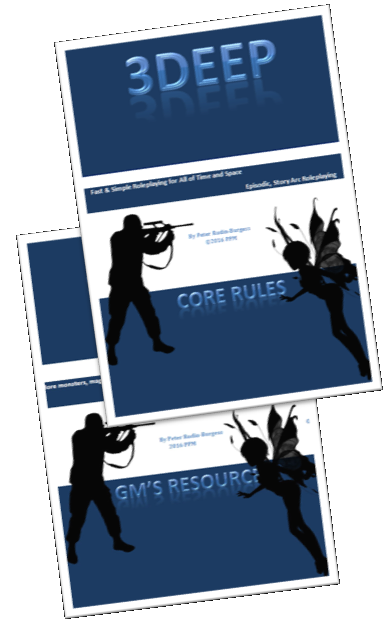 3DEEP
Fast & Simple Roleplaying for All of Time and Space
Episodic, Story Arc Roleplaying
By Peter Rudin-Burgess
©2016 PPM
CORE RULES
ore monsters, mag
By Peter Rudin-Burgess
2016 PPM
GM'S RESOURC